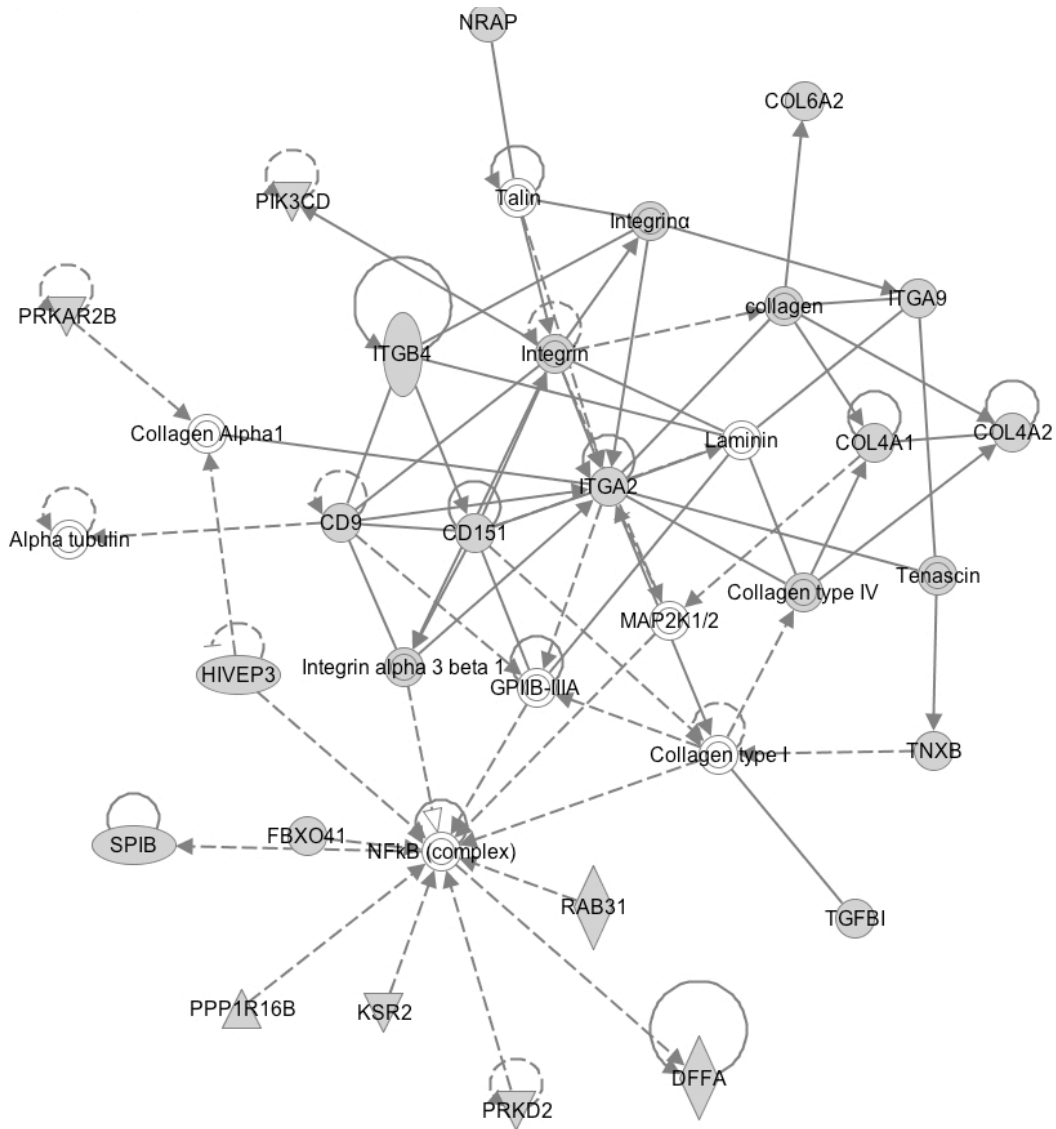 NRAP
COL6A2
PIK3CD
Talin
Integrinα
PRKAR2B
collagen
ITGA9
ITGB4
Integrin
Collagen Alpha1
Laminin
COL4A1
COL4A2
ITGA2
Alpha tubulin
CD9
CD151
Collagen type IV
Tenascin
MAP2K1/2
HIVEP3
Integrin alpha 3 beta 1
GPIIB-IIIA
Collagen type I
TNXB
SPIB
FBXO41
NFkB (complex)
RAB31
TGFBI
PPP1R16B
KSR2
DFFA
PRKD2